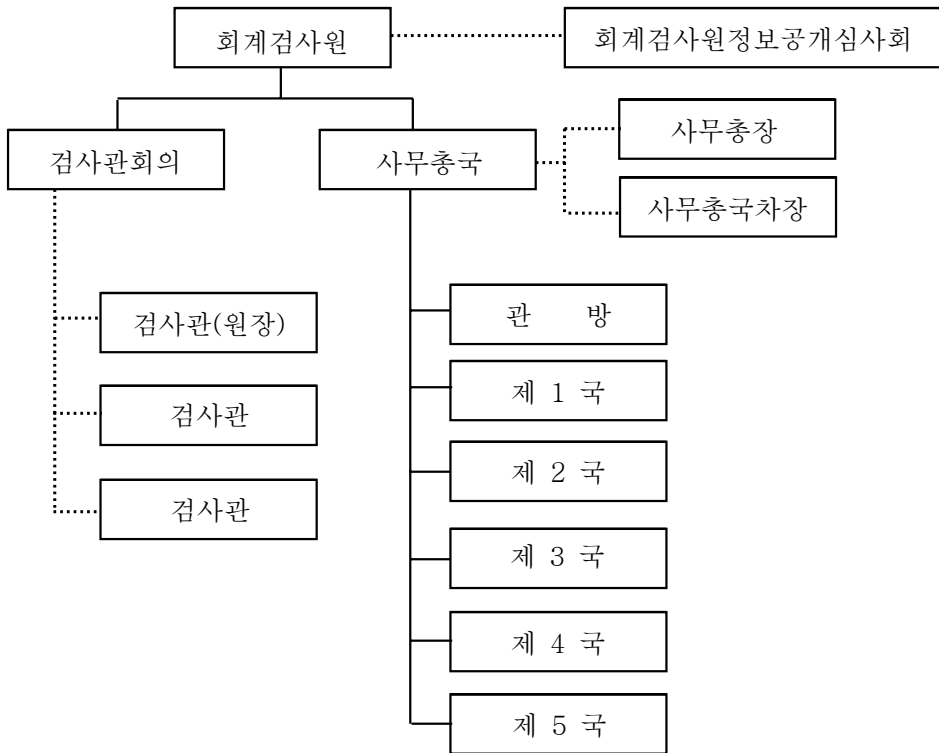 회계검사원
회계검사원정보공개심사회
검사관회의
사무총국
사무총장
사무총국차장
검사관(원장)
검사관
검사관
관 방
제 1 국
제 2 국
제 3 국
제 4 국
제 5 국